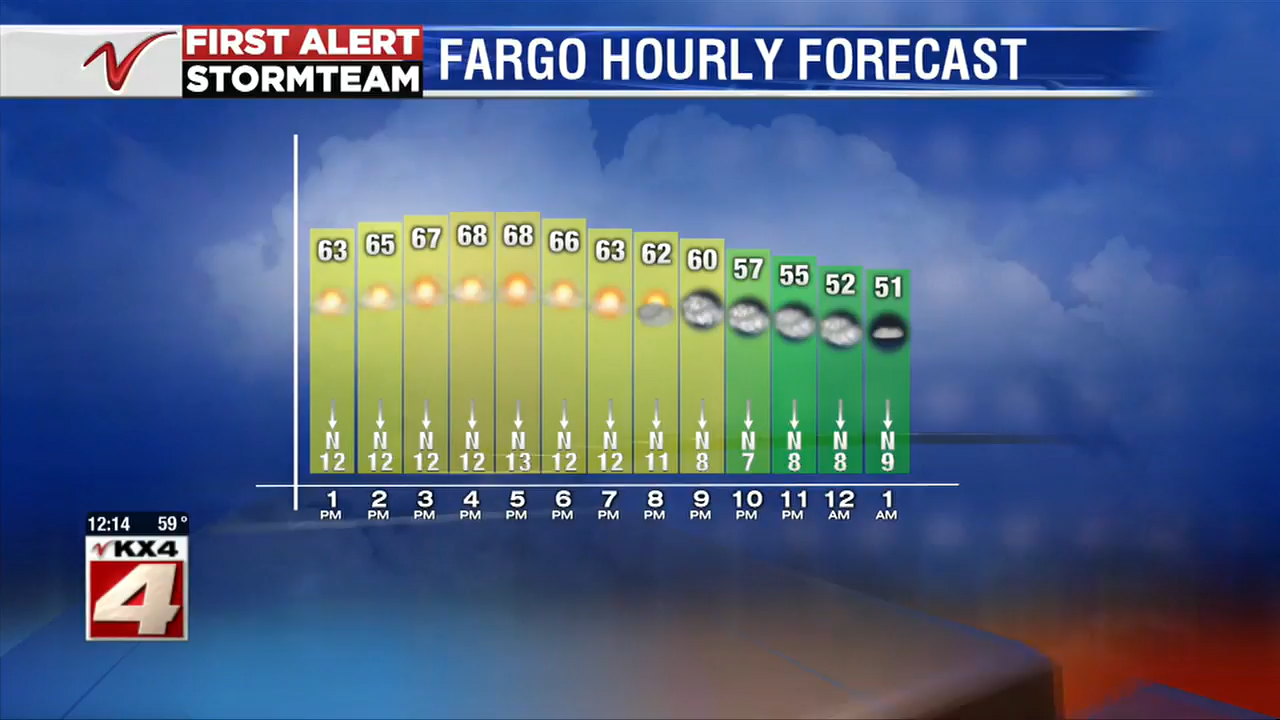 FIRST ALERT
STORMTEAM
FARGO HOURLY FORECAST
63 65 67 68 68 66 63 62 60 57 55 52 51
N N N N N N N N N N N N N
12 12 12 12 13 12 12 11 8 7 8 8 9
1 2 3 4 5 6 7 8 9 10 11 12 1
PM PM PM PM PM PM PM PM PM PM PM AM AM
12:14 59°
KX4
4